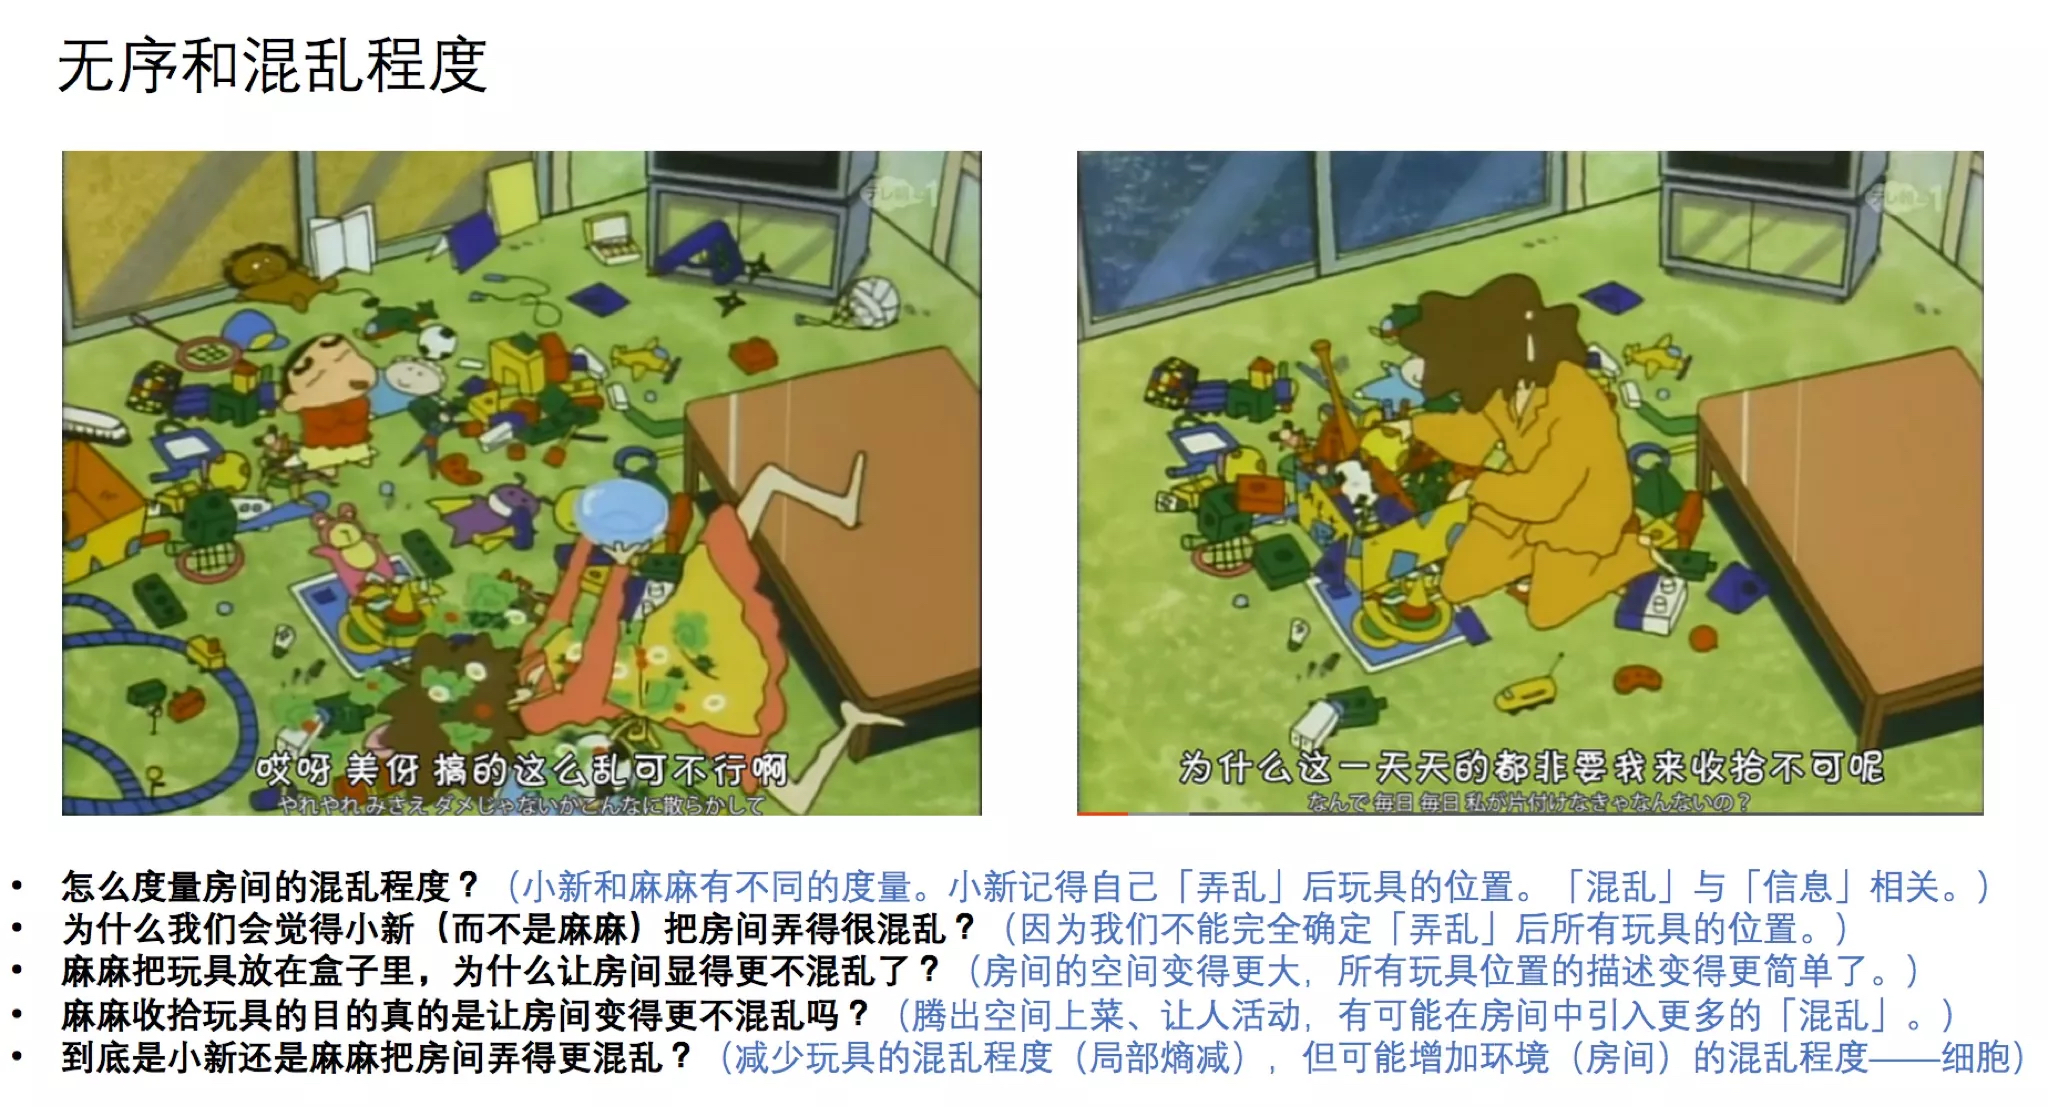 无序和混乱程度
テレ朝ch1
テレ朝ch1
哎呀 美伢 搞的这么乱可不行啊
やれやれ みさえ ダメじゃないか こんなに散らかして
为什么这一天天的都非要我来收拾不可呢
なんで 毎日 毎日 私が片付けなきゃなんないの？
• 怎么度量房间的混乱程度？（小新和麻麻有不同的度量。小新记得自己「弄乱」后玩具的位置。「混乱」与「信息」相关。）
• 为什么我们会觉得小新（而不是麻麻）把房间弄得很混乱？（因为我们不能完全确定「弄乱」后所有玩具的位置。）
• 麻麻把玩具放在盒子里，为什么让房间显得更不混乱了？（房间的空间变得更大，所有玩具位置的描述变得更简单了。）
• 麻麻收拾玩具的目的真的是让房间变得更不混乱吗？（腾出空间上菜、让人活动，有可能在房间中引入更多的「混乱」。）
• 到底是小新还是麻麻把房间弄得更混乱？（减少玩具的混乱程度（局部熵减），但可能增加环境（房间）的混乱程度——细胞）